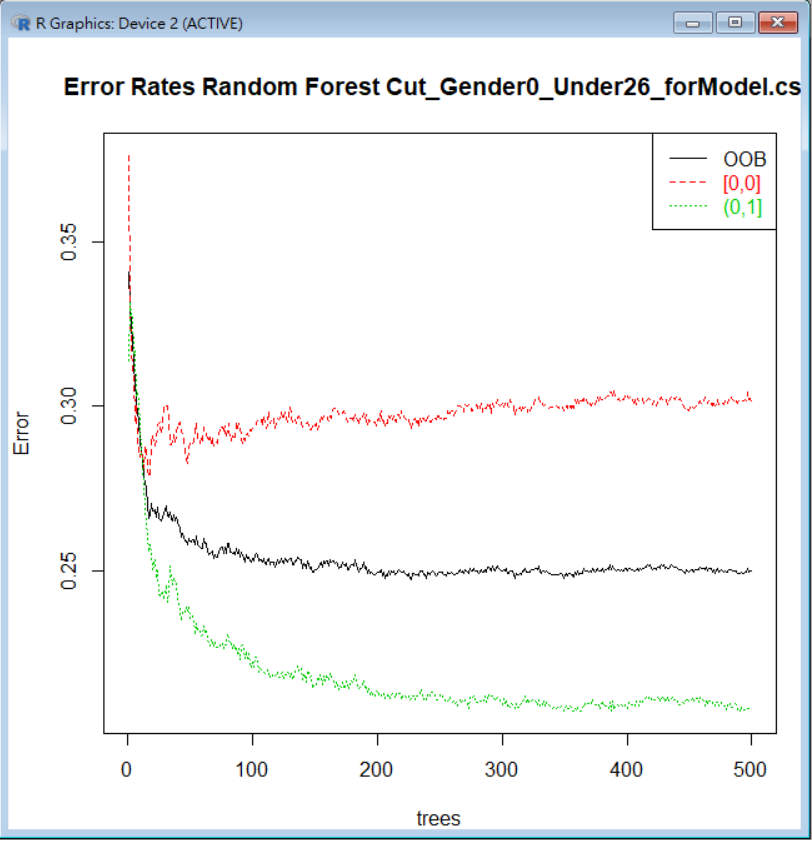 R Graphics: Device 2 (ACTIVE)
Error Rates Random Forest Cut_Gender0_Under26_forModel.cs
OOB
[0,0]
(0,1]
0.35
0.30
0.25
Error
0 100 200 300 400 500
trees